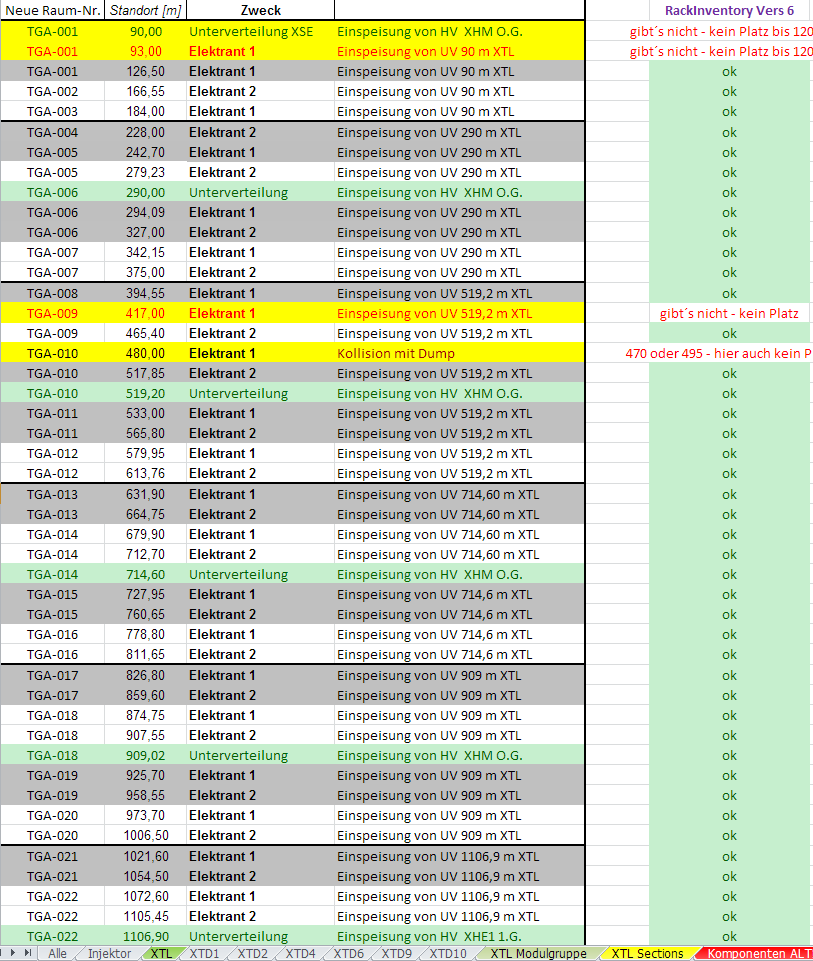 Neue Raum-Nr. Standort [m] Zweck RackInventory Vers 6
TGA-001 90,00 Unterverteilung XSE Einspeisung von HV XHM O.G. gibt´s nicht - kein Platz bis 120
TGA-001 93,00 Elektrant 1 Einspeisung von UV 90 m XTL gibt´s nicht - kein Platz bis 120
TGA-001 126,50 Elektrant 1 Einspeisung von UV 90 m XTL ok
TGA-002 166,55 Elektrant 2 Einspeisung von UV 90 m XTL ok
TGA-003 184,00 Elektrant 1 Einspeisung von UV 90 m XTL ok
TGA-004 228,00 Elektrant 2 Einspeisung von UV 290 m XTL ok
TGA-005 242,70 Elektrant 1 Einspeisung von UV 290 m XTL ok
TGA-005 279,23 Elektrant 2 Einspeisung von UV 290 m XTL ok
TGA-006 290,00 Unterverteilung Einspeisung von HV XHM O.G. ok
TGA-006 294,09 Elektrant 1 Einspeisung von UV 290 m XTL ok
TGA-006 327,00 Elektrant 2 Einspeisung von UV 290 m XTL ok
TGA-007 342,15 Elektrant 1 Einspeisung von UV 290 m XTL ok
TGA-007 375,00 Elektrant 2 Einspeisung von UV 290 m XTL ok
TGA-008 394,55 Elektrant 1 Einspeisung von UV 519,2 m XTL ok
TGA-009 417,00 Elektrant 1 Einspeisung von UV 519,2 m XTL gibt´s nicht - kein Platz
TGA-009 465,40 Elektrant 2 Einspeisung von UV 519,2 m XTL ok
TGA-010 480,00 Elektrant 1 Kollision mit Dump 470 oder 495 - hier auch kein P
TGA-010 517,85 Elektrant 2 Einspeisung von UV 519,2 m XTL ok
TGA-010 519,20 Unterverteilung Einspeisung von HV XHM O.G. ok
TGA-011 533,00 Elektrant 1 Einspeisung von UV 519,2 m XTL ok
TGA-011 565,80 Elektrant 2 Einspeisung von UV 519,2 m XTL ok
TGA-012 579,95 Elektrant 1 Einspeisung von UV 519,2 m XTL ok
TGA-012 613,76 Elektrant 2 Einspeisung von UV 519,2 m XTL ok
TGA-013 631,90 Elektrant 1 Einspeisung von UV 714,60 m XTL ok
TGA-013 664,75 Elektrant 2 Einspeisung von UV 714,60 m XTL ok
TGA-014 679,90 Elektrant 1 Einspeisung von UV 714,60 m XTL ok
TGA-014 712,70 Elektrant 2 Einspeisung von UV 714,60 m XTL ok
TGA-014 714,60 Unterverteilung Einspeisung von HV XHM O.G. ok
TGA-015 727,95 Elektrant 1 Einspeisung von UV 714,6 m XTL ok
TGA-015 760,65 Elektrant 2 Einspeisung von UV 714,6 m XTL ok
TGA-016 778,80 Elektrant 1 Einspeisung von UV 714,6 m XTL ok
TGA-016 811,65 Elektrant 2 Einspeisung von UV 714,6 m XTL ok
TGA-017 826,80 Elektrant 1 Einspeisung von UV 909 m XTL ok
TGA-017 859,60 Elektrant 2 Einspeisung von UV 909 m XTL ok
TGA-018 874,75 Elektrant 1 Einspeisung von UV 909 m XTL ok
TGA-018 907,55 Elektrant 2 Einspeisung von UV 909 m XTL ok
TGA-018 909,02 Unterverteilung Einspeisung von HV XHM O.G. ok
TGA-019 925,70 Elektrant 1 Einspeisung von UV 909 m XTL ok
TGA-019 958,55 Elektrant 2 Einspeisung von UV 909 m XTL ok
TGA-020 973,70 Elektrant 1 Einspeisung von UV 909 m XTL ok
TGA-020 1006,50 Elektrant 2 Einspeisung von UV 909 m XTL ok
TGA-021 1021,60 Elektrant 1 Einspeisung von UV 1106,9 m XTL ok
TGA-021 1054,50 Elektrant 2 Einspeisung von UV 1106,9 m XTL ok
TGA-022 1072,60 Elektrant 1 Einspeisung von UV 1106,9 m XTL ok
TGA-022 1105,45 Elektrant 2 Einspeisung von UV 1106,9 m XTL ok
TGA-022 1106,90 Unterverteilung Einspeisung von HV XHE1 1.G. ok
Alle Injektor XTL XTD1 XTD2 XTD4 XTD6 XTD9 XTD10 XTL Modulgruppe XTL Sections Komponenten ALT